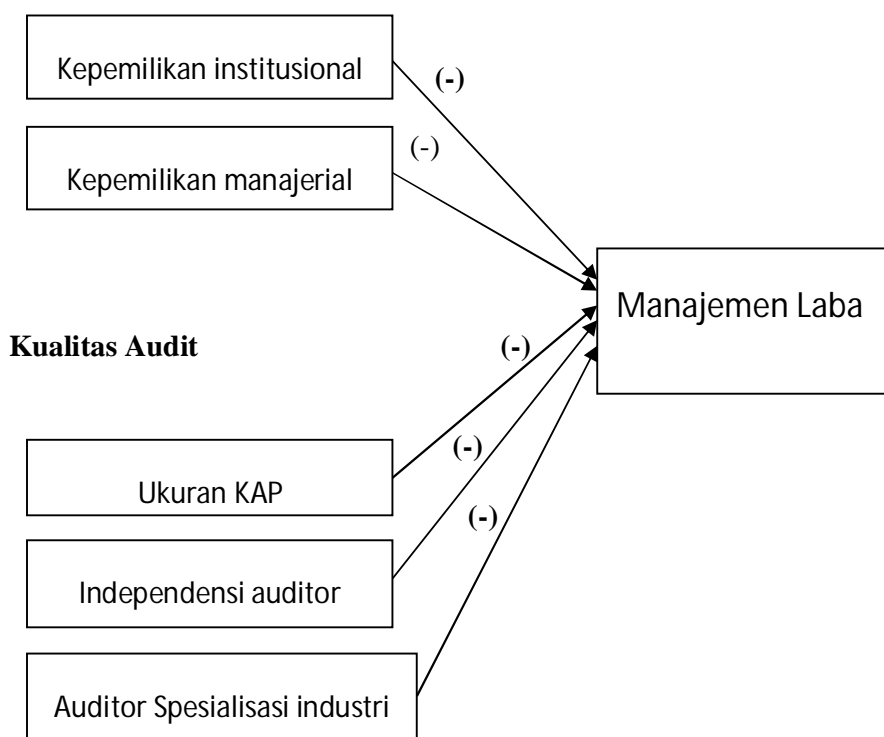 Kepemilikan institusional
(-)
(-)
Kepemilikan manajerial
Manajemen Laba
Kualitas Audit
(-)
(-)
Ukuran KAP
(-)
Independensi auditor
Auditor Spesialisasi industri